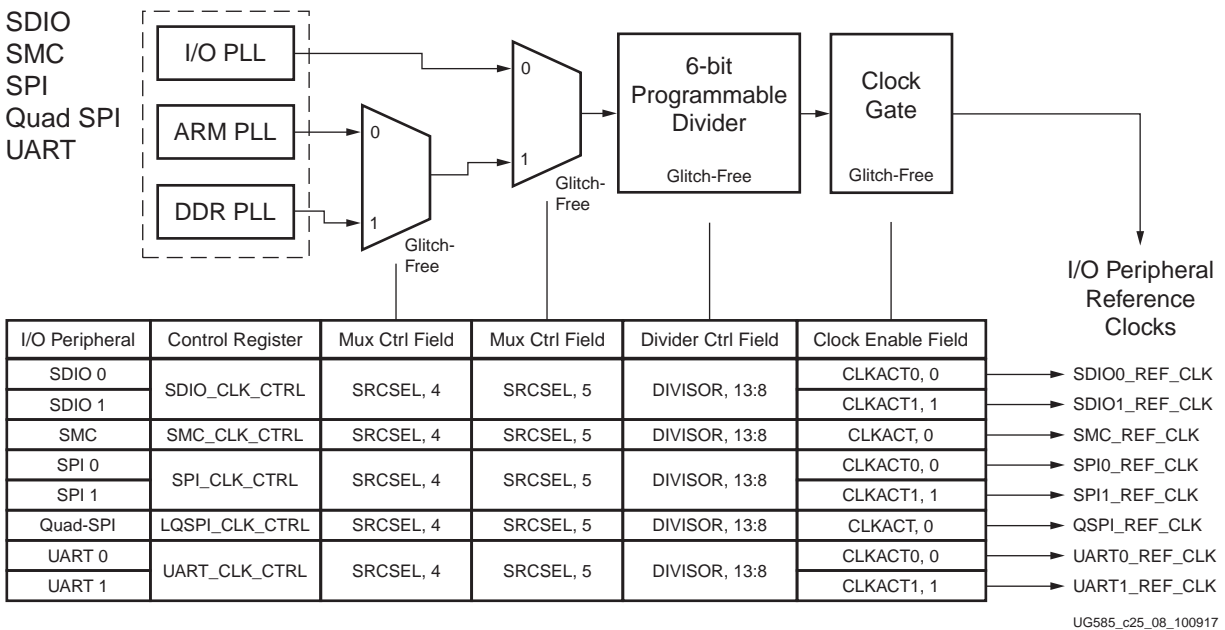 SDIO
SMC
SPI
Quad SPI
UART
I/O PLL
ARM PLL
DDR PLL
0
1
Glitch-
Free
0
1
Glitch-
Free
6-bit
Programmable
Divider
Glitch-Free
Clock
Gate
Glitch-Free
I/O Peripheral
Reference
Clocks
I/O Peripheral Control Register Mux Ctrl Field Mux Ctrl Field Divider Ctrl Field Clock Enable Field
SDIO 0 SDIO_CLK_CTRL SRCSEL, 4 SRCSEL, 5 DIVISOR, 13:8 CLKACT0, 0 SDIO0_REF_CLK
SDIO 1 CLKACT1, 1 SDIO1_REF_CLK
SMC SMC_CLK_CTRL SRCSEL, 4 SRCSEL, 5 DIVISOR, 13:8 CLKACT, 0 SMC_REF_CLK
SPI 0 SPI_CLK_CTRL SRCSEL, 4 SRCSEL, 5 DIVISOR, 13:8 CLKACT0, 0 SPI0_REF_CLK
SPI 1 CLKACT1, 1 SPI1_REF_CLK
Quad-SPI LQSPI_CLK_CTRL SRCSEL, 4 SRCSEL, 5 DIVISOR, 13:8 CLKACT, 0 QSPI_REF_CLK
UART 0 UART_CLK_CTRL SRCSEL, 4 SRCSEL, 5 DIVISOR, 13:8 CLKACT0, 0 UART0_REF_CLK
UART 1 CLKACT1, 1 UART1_REF_CLK
UG585_c25_08_100917